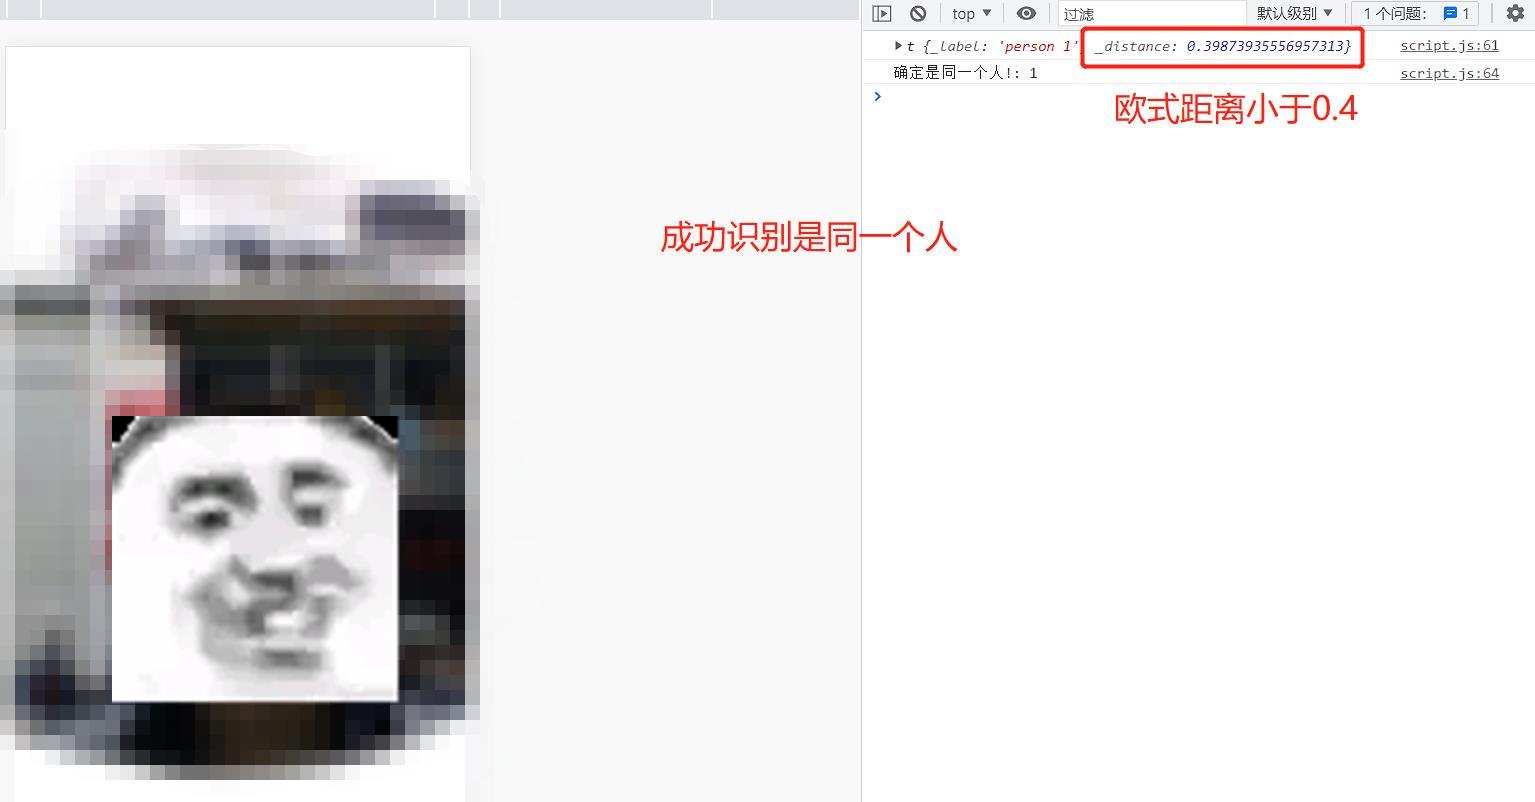 top ▼ 过滤 默认级别 ▼ 1 个问题: 1
t {_label: 'person 1' _distance: 0.39873935556957313} script.js:61
确定是同一个人!: 1 script.js:64
欧式距离小于0.4
成功识别是同一个人